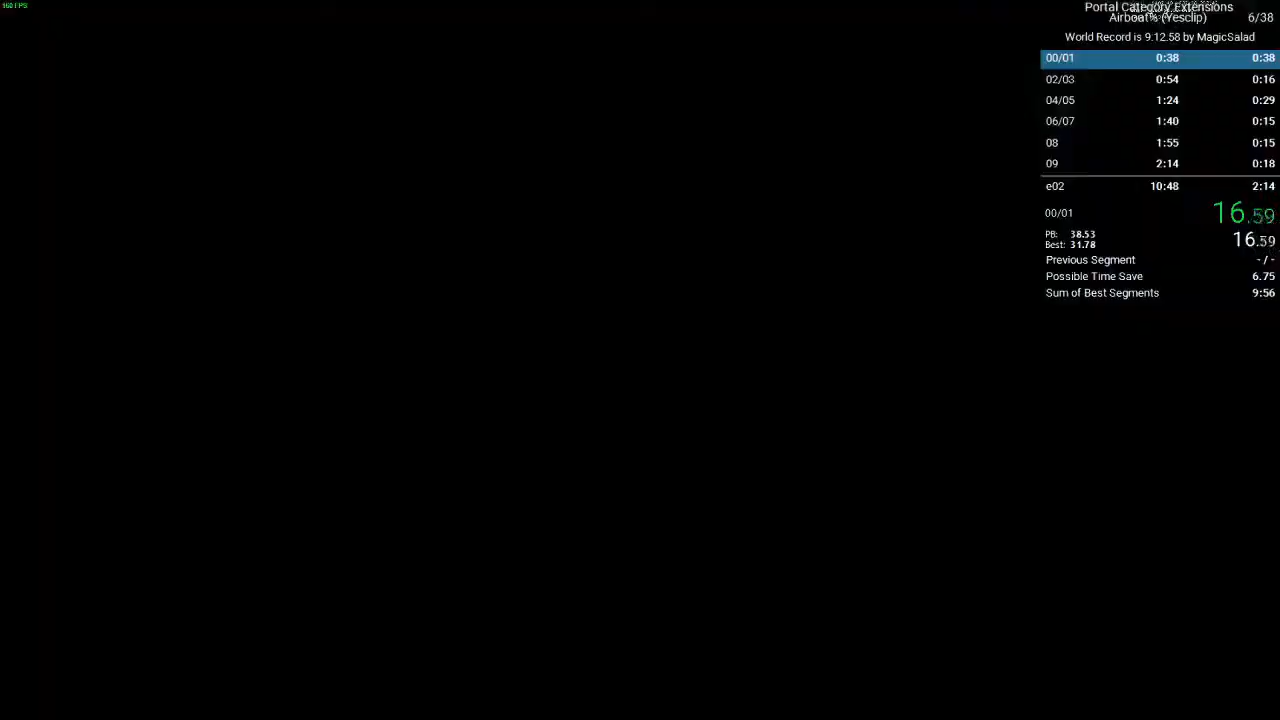 160 FPS
Portal Category Extensions
Airboat% (Yesclip) 6/38
World Record is 9:12.58 by MagicSalad
00/01 0:38 0:38
02/03 0:54 0:16
04/05 1:24 0:29
06/07 1:40 0:15
08 1:55 0:15
09 2:14 0:18
e02 10:48 2:14
00/01 16.59
PB: 38.53 16.59
Best: 31.78
Previous Segment - / -
Possible Time Save 6.75
Sum of Best Segments 9:56